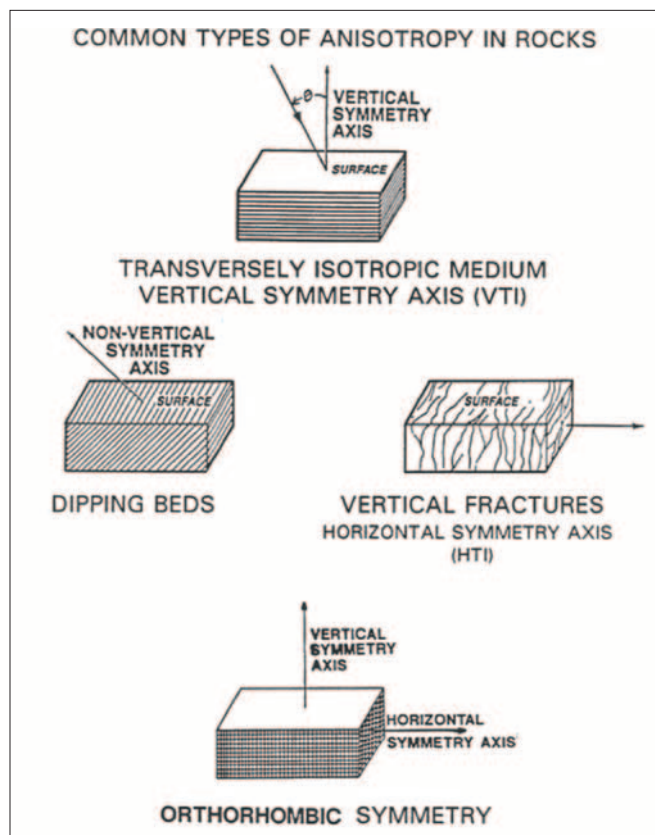 COMMON TYPES OF ANISOTROPY IN ROCKS
θ
VERTICAL
SYMMETRY
AXIS
SURFACE
TRANSVERSELY ISOTROPIC MEDIUM
VERTICAL SYMMETRY AXIS (VTI)
NON-VERTICAL
SYMMETRY
AXIS
SURFACE
DIPPING BEDS
SURFACE
VERTICAL FRACTURES
HORIZONTAL SYMMETRY AXIS
(HTI)
VERTICAL
SYMMETRY
AXIS
HORIZONTAL
SYMMETRY AXIS
ORTHORHOMBIC SYMMETRY